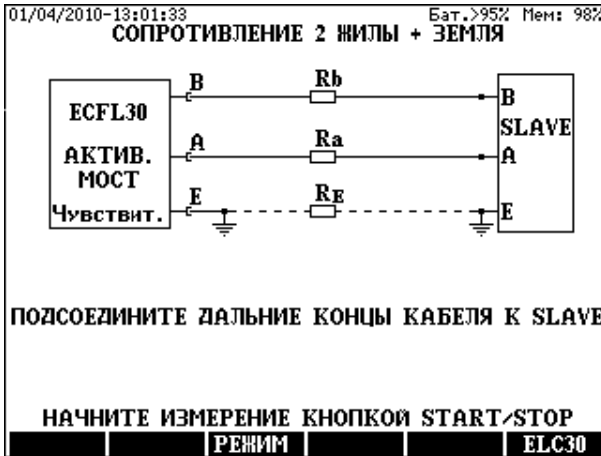 01/04/2010-13:01:33 Бат.>95% Мем: 98%
СОПРОТИВЛЕНИЕ 2 ЖИЛЫ + ЗЕМЛЯ
B Rb B
ECFL30 SLAVE
A Ra A
АКТИВ.
МОСТ
E RE E
Чувствит.
ПОДСОЕДИНИТЕ ДАЛЬНИЕ КОНЦЫ КАБЕЛЯ К SLAVE
НАЧНИТЕ ИЗМЕРЕНИЕ КНОПКОЙ START/STOP
РЕЖИМ ELC30